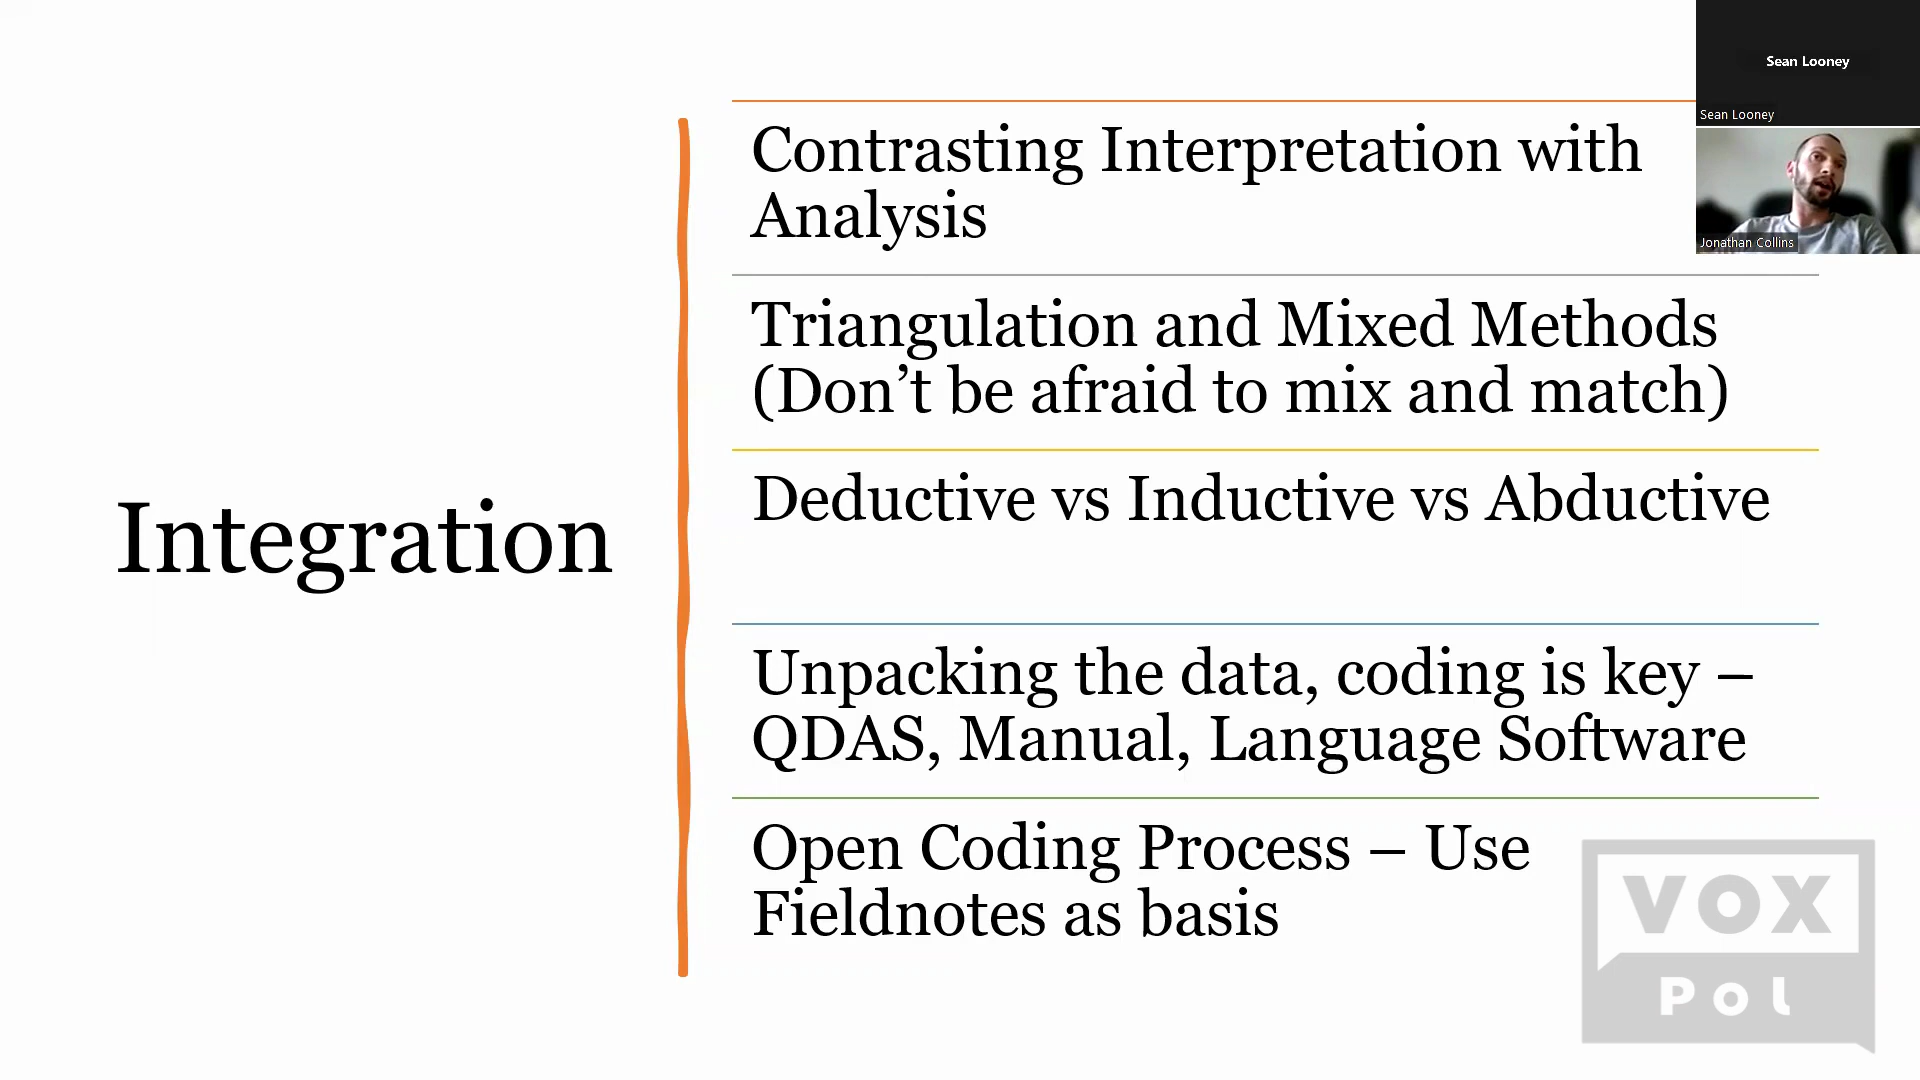 Sean Looney
Sean Looney
Jonathan Collins
Integration
Contrasting Interpretation with
Analysis
Triangulation and Mixed Methods
(Don’t be afraid to mix and match)
Deductive vs Inductive vs Abductive
Unpacking the data, coding is key –
QDAS, Manual, Language Software
Open Coding Process – Use
Fieldnotes as basis
VOX
Pol